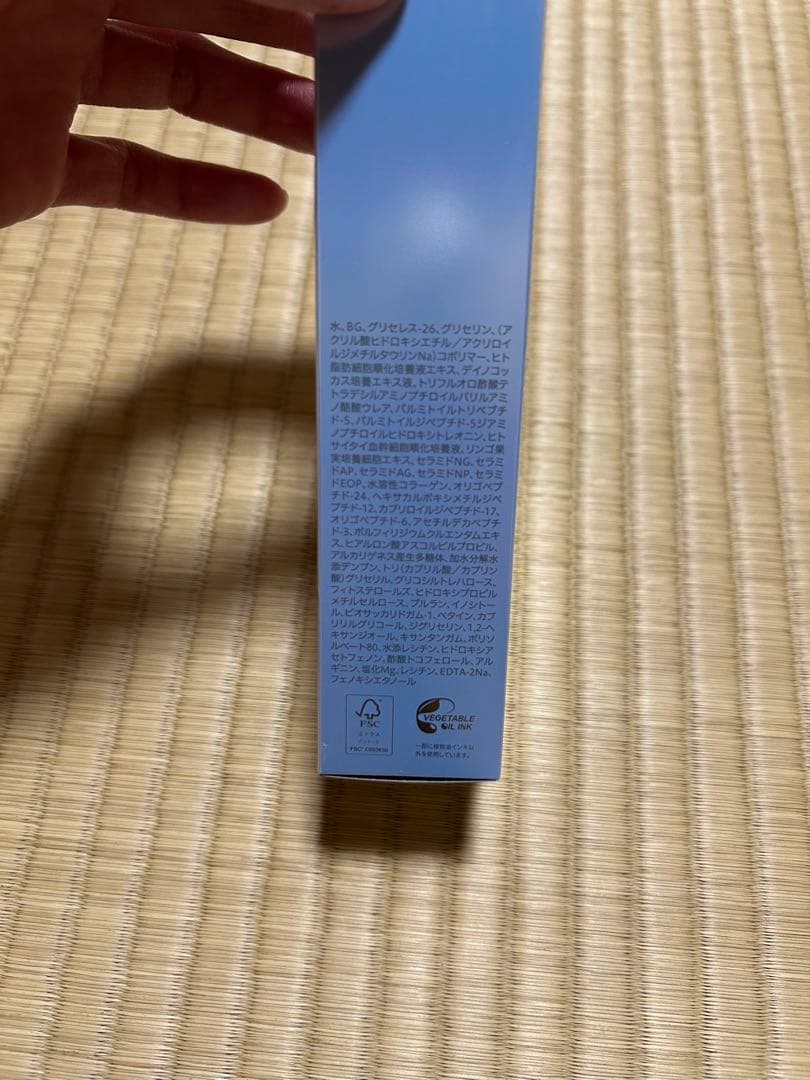 水、BG、グリセレス-26、グリセリン、(ア
クリル酸ヒドロキシエチル/アクリロイ
ルジメチルタウリンNa)コポリマー、ヒト
脂肪細胞順化培養液エキス、デイノコッ
カス培養エキス液、トリフルオロ酢酸テ
トラデシルアミノブチロイルバリルアミ
ノ酪酸ウレア、パルミトイルトリペプチ
ド-5、パルミトイルジペプチド-5ジアミ
ノブチロイルヒドロキシトレオニン、ヒト
サイタイ血幹細胞順化培養液、リンゴ果
実培養細胞エキス、セラミドNG、セラミ
ドAP、セラミドAG、セラミドNP、セラミ
ドEOP、水溶性コラーゲン、オリゴペプ
チド-24、ヘキサカルボキシメチルジペ
プチド-12、カプロイルジペプチド-17、
オリゴペプチド-6、アセチルデカペプチ
ド-3、ポルフィリジウムクルエンタムエキ
ス、ヒアルロン酸アスコルビルプロピル、
アルカリゲネス産生多糖体、加水分解水
添デンプン、トリ(カプリル酸/カプリン
酸)グリセリル、グリコシルトレハロース、
フィトステロールズ、ヒドロキシプロピル
メチルセルロース、プルラン、イノシトー
ル、ビオサッカリドガム-1、ベタイン、カプ
リリルグリコール、ジグリセリン、1,2-ヘ
キサンジオール、キサンタンガム、ポリソ
ルベート80、水添レシチン、ヒドロキシア
セトフェノン、酢酸トコフェロール、アル
ギニン、塩化Mg、レシチン、EDTA-2Na、
フェノキシエタノール
FSC
ミックス
VEGETABLE
OIL INK
一部に植物油インキ以
外を使用しています。